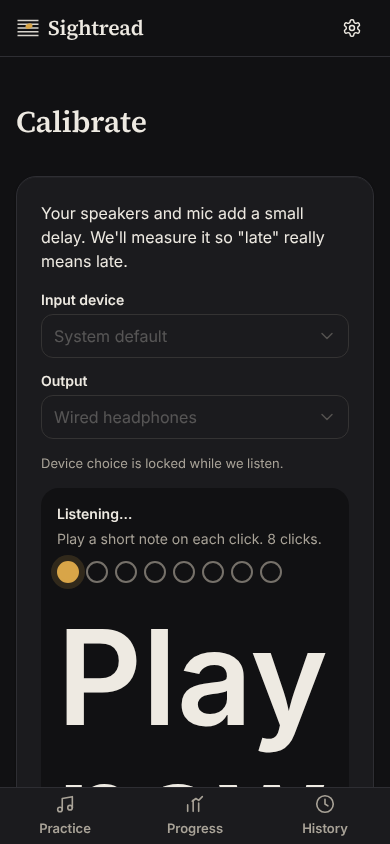 Sightread
Calibrate
Your speakers and mic add a small
delay. We'll measure it so "late" really
means late.
Input device
System default
Output
Wired headphones
Device choice is locked while we listen.
Listening...
Play a short note on each click. 8 clicks.
Play
Practice
Progress
History